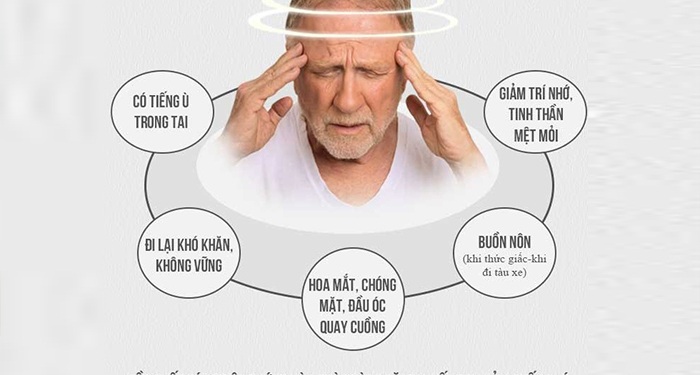 CÓ TIẾNG Ù
TRONG TAI
GIẢM TRÍ NHỚ,
TINH THẦN
MỆT MỎI
ĐI LẠI KHÓ KHĂN,
KHÔNG VỮNG
BUỒN NÔN
(khi thức giấc-khi
đi tàu xe)
HOA MẮT, CHÓNG
MẶT, ĐẦU ÓC
QUAY CUỒNG